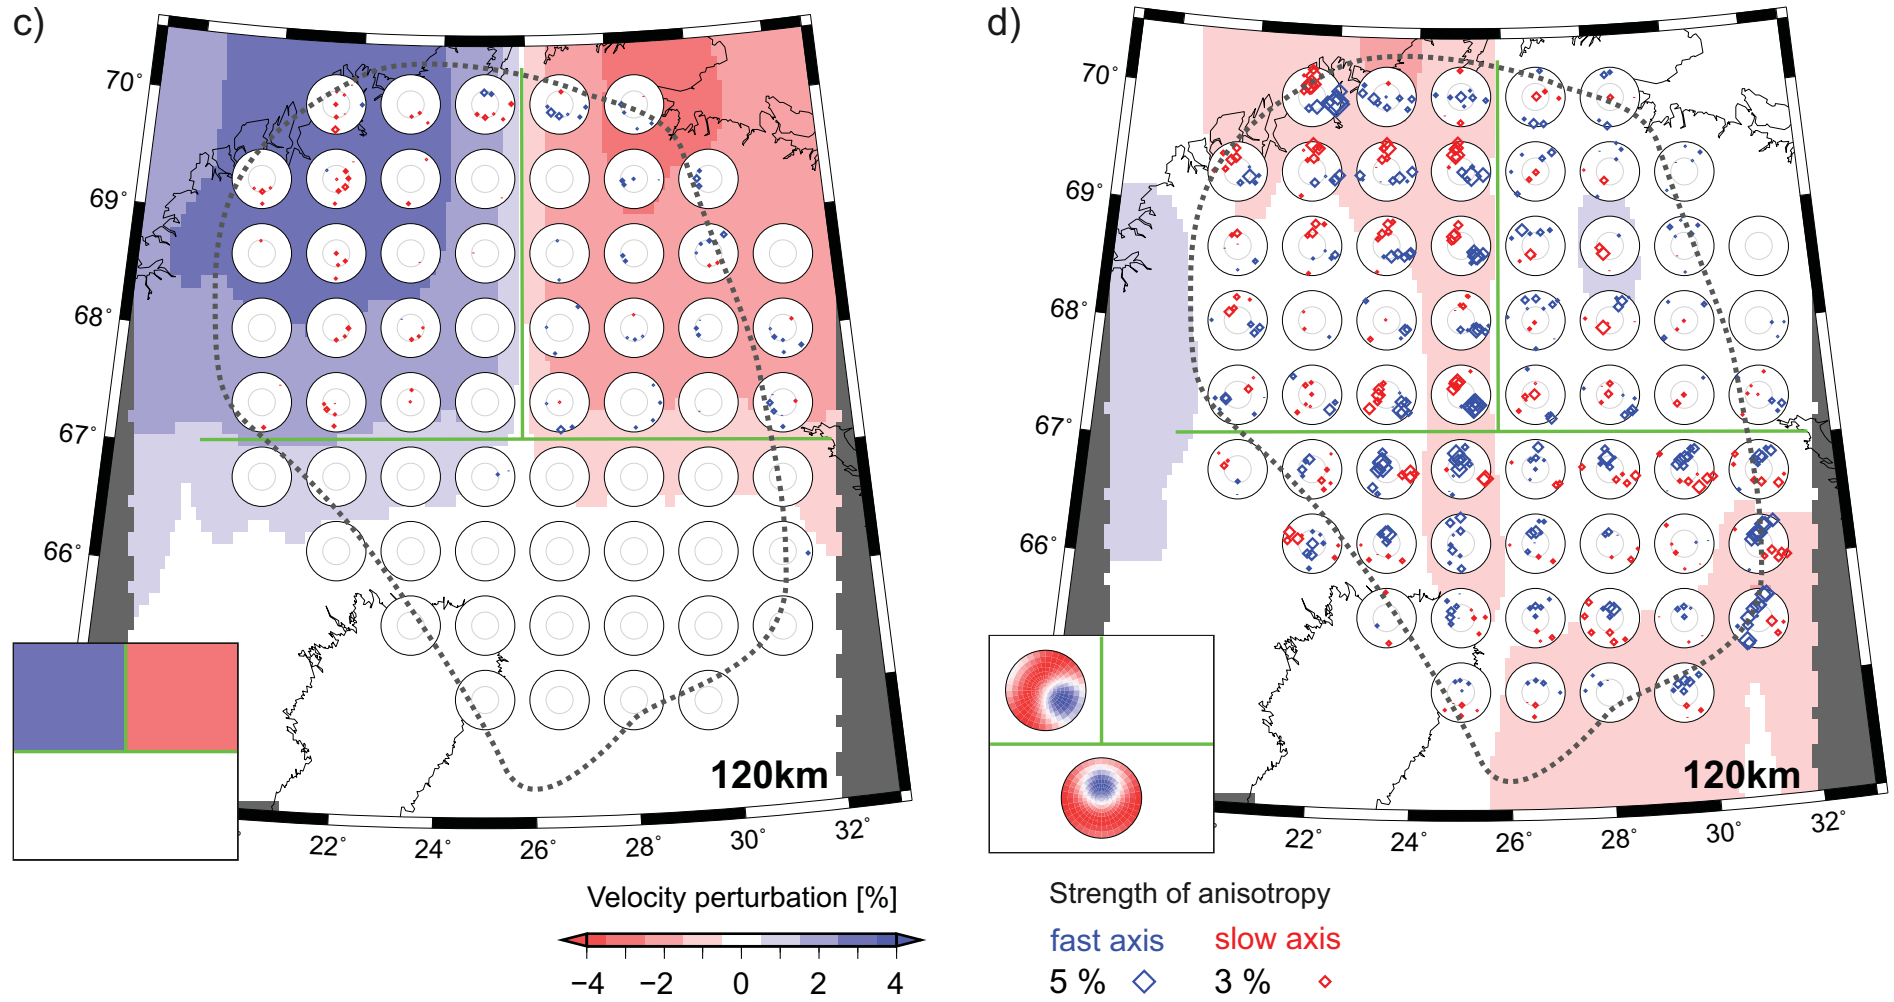 c)
70°
69°
68°
67°
66°
120km
22°
24°
26°
28°
30°
32°
d)
70°
69°
68°
67°
66°
120km
22°
24°
26°
28°
30°
32°
Velocity perturbation [%]
−4 −2 0 2 4
Strength of anisotropy
fast axis slow axis
5 % 3 %